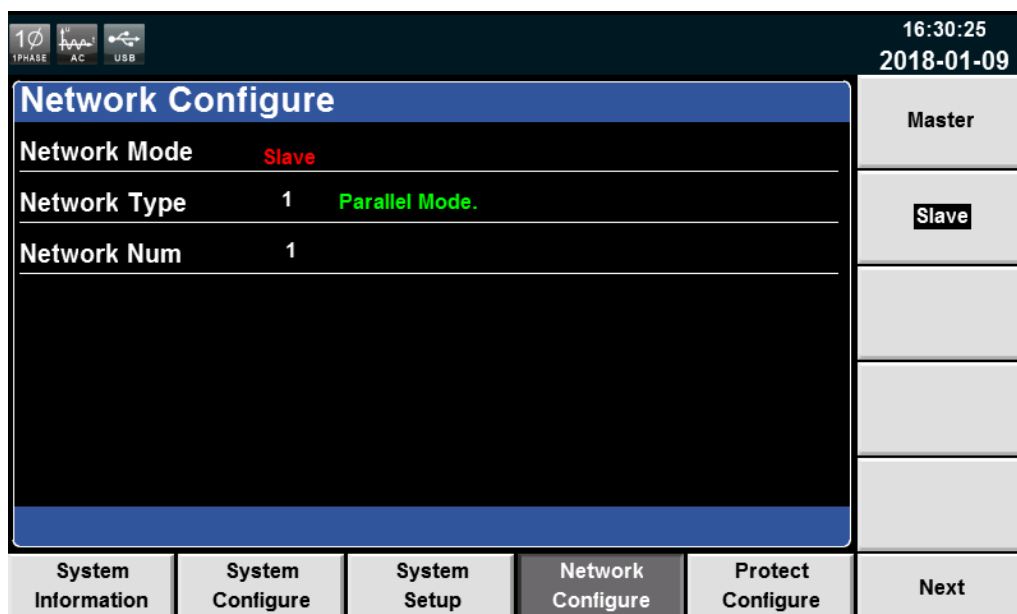 1Ø
1PHASE
U
t
AC
USB
16:30:25
2018-01-09
Network Configure
Network Mode Slave
Network Type 1 Parallel Mode.
Network Num 1
Master
Slave
System
Information
System
Configure
System
Setup
Network
Configure
Protect
Configure
Next